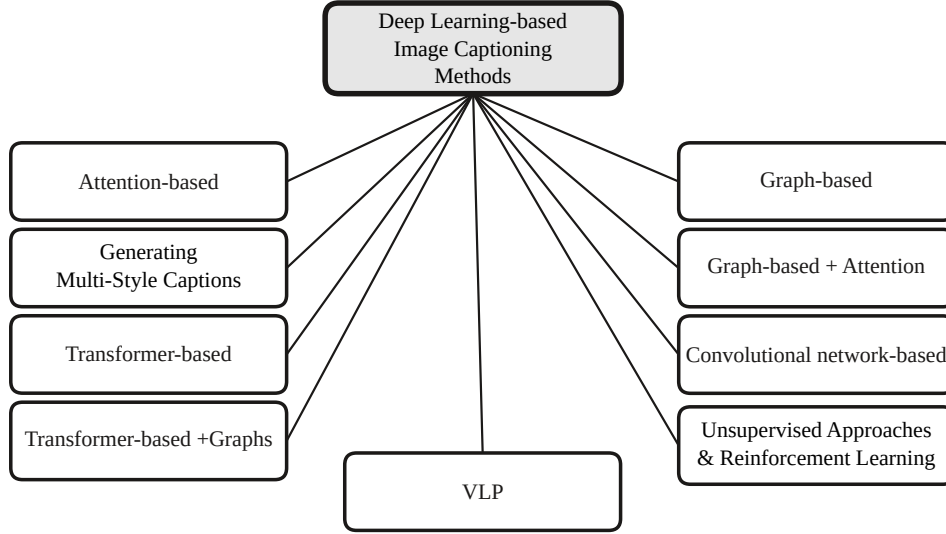 Deep Learning-based
Image Captioning
Methods
Attention-based
Generating
Multi-Style Captions
Transformer-based
Transformer-based +Graphs
VLP
Graph-based
Graph-based + Attention
Convolutional network-based
Unsupervised Approaches
& Reinforcement Learning